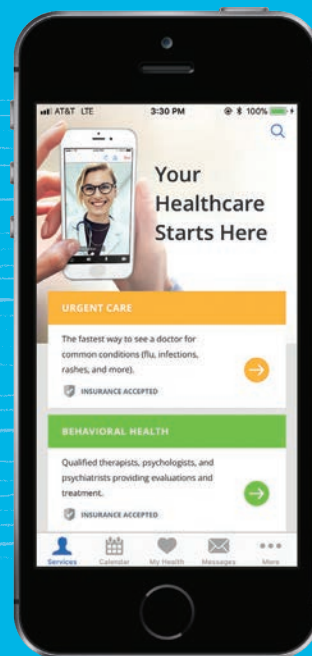 AT&T LTE 3:30 PM 100%
Your
Healthcare
Starts Here
URGENT CARE
The fastest way to see a doctor for
common conditions (flu, infections,
rashes, and more).
INSURANCE ACCEPTED
BEHAVIORAL HEALTH
Qualified therapists, psychologists, and
psychiatrists providing evaluations and
treatment.
INSURANCE ACCEPTED
Services Calendar My Health Messages More